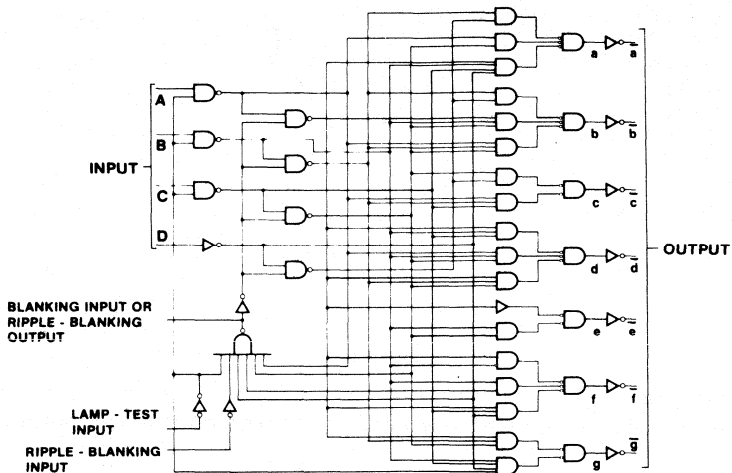 INPUT
A
B
C
D
BLANKING INPUT OR
RIPPLE - BLANKING
OUTPUT
LAMP - TEST
INPUT
RIPPLE - BLANKING
INPUT
a
a̅
b
b̅
c
c̅
d
d̅
e
e̅
f
f̅
g
g̅
OUTPUT